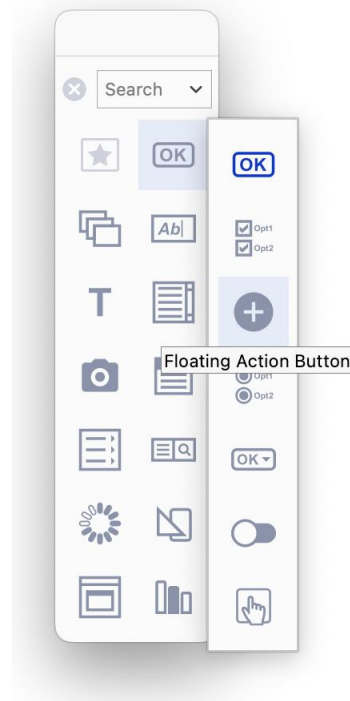 Search
OK
OK
Ab
Opt1
Opt2
T
Floating Action Button
Opt1
Opt2
OK